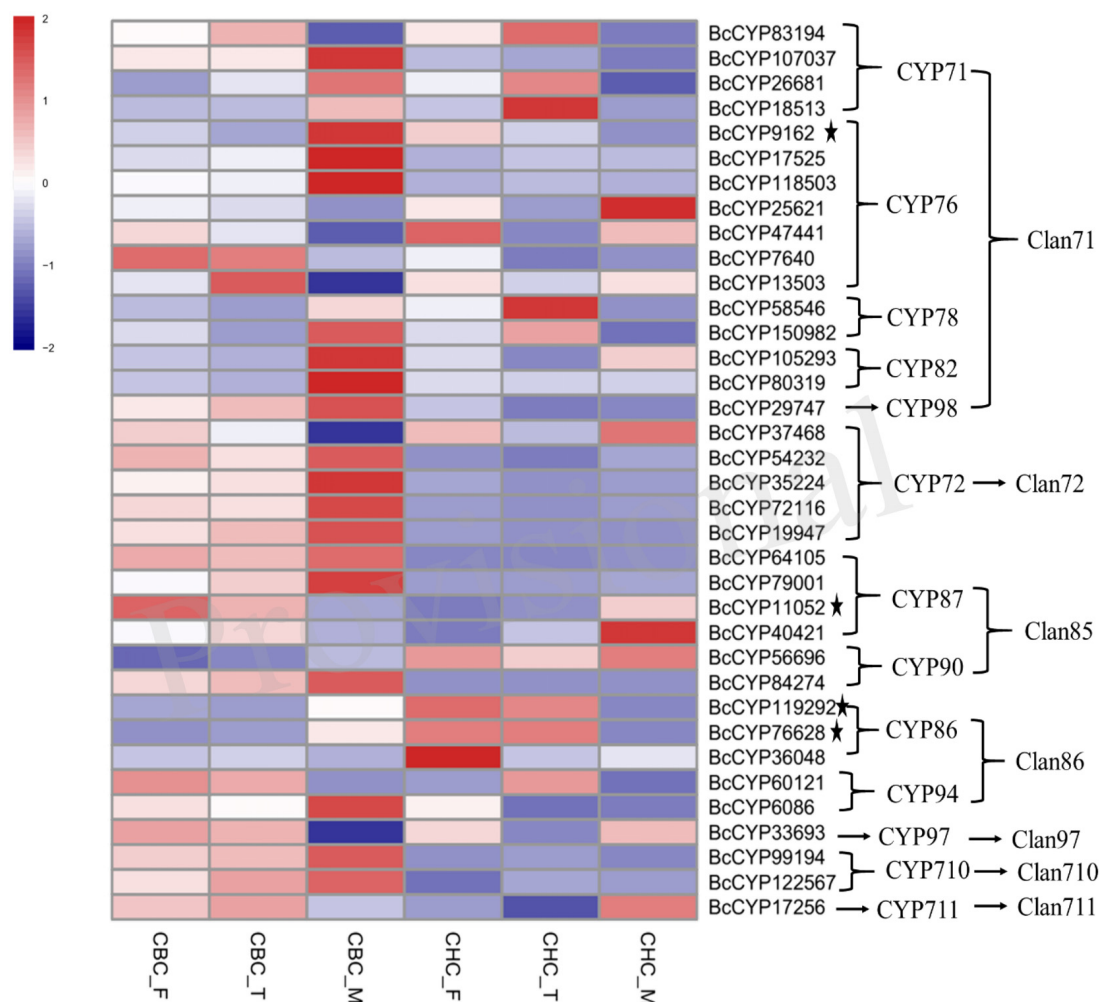 2
1
0
−1
−2
BcCYP83194
BcCYP107037
BcCYP26681
BcCYP18513
CYP71
BcCYP9162 ★
BcCYP17525
BcCYP118503
BcCYP25621
BcCYP47441
BcCYP7640
BcCYP13503
CYP76
BcCYP58546
BcCYP150982
CYP78
BcCYP105293
BcCYP80319
CYP82
BcCYP29747 → CYP98
Clan71
BcCYP37468
BcCYP54232
BcCYP35224
BcCYP72116
BcCYP19947
CYP72 → Clan72
BcCYP64105
BcCYP79001
BcCYP11052 ★
BcCYP40421
CYP87
BcCYP56696
BcCYP84274
CYP90
Clan85
BcCYP119292 ★
BcCYP76628 ★
BcCYP36048
CYP86
BcCYP60121
BcCYP6086
CYP94
Clan86
BcCYP33693 → CYP97 → Clan97
BcCYP99194
BcCYP122567
CYP710 → Clan710
BcCYP17256 → CYP711 → Clan711
CBC_F
CBC_T
CBC_M
CHC_F
CHC_T
CHC_M
Provisional